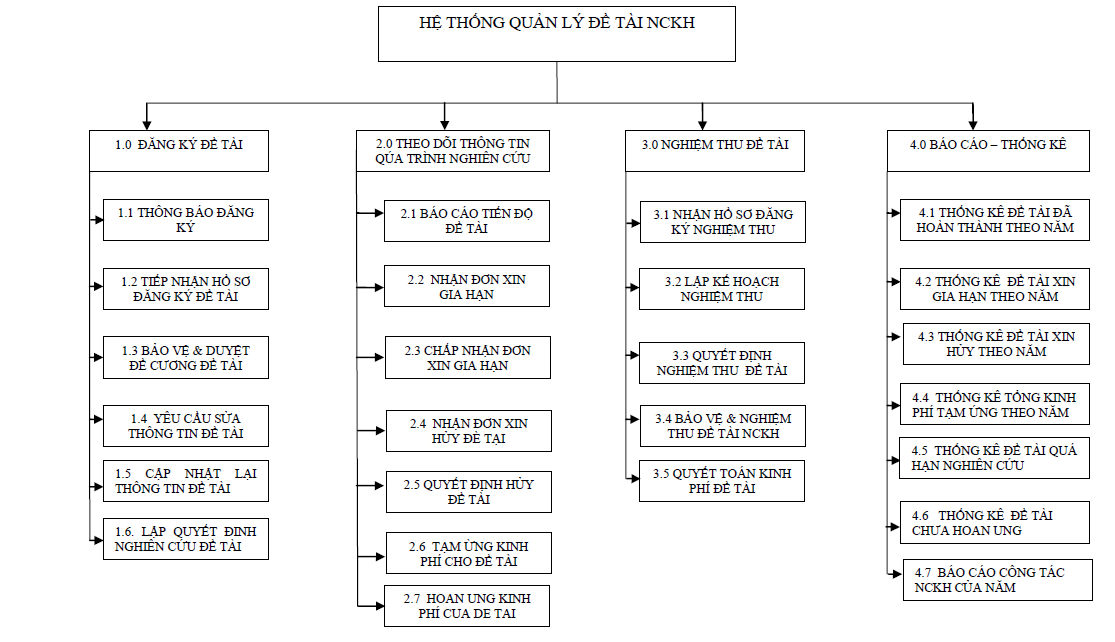 HỆ THỐNG QUẢN LÝ ĐỀ TÀI NCKH
1.0 ĐĂNG KÝ ĐỀ TÀI
1.1 THÔNG BÁO ĐĂNG
KÝ
1.2 TIẾP NHẬN HỒ SƠ
ĐĂNG KÝ ĐỀ TÀI
1.3 BẢO VỆ & DUYỆT
ĐỀ CƯƠNG ĐỀ TÀI
1.4 YÊU CẦU SỬA
THÔNG TIN ĐỀ TÀI
1.5 CẬP NHẬT LẠI
THÔNG TIN ĐỀ TÀI
1.6. LẬP QUYẾT ĐỊNH
NGHIÊN CỨU ĐỀ TÀI
2.0 THEO DÕI THÔNG TIN
QÚA TRÌNH NGHIÊN CỨU
2.1 BÁO CÁO TIẾN ĐỘ
ĐỀ TÀI
2.2 NHẬN ĐƠN XIN
GIA HẠN
2.3 CHẤP NHẬN ĐƠN
XIN GIA HẠN
2.4 NHẬN ĐƠN XIN
HỦY ĐỀ TẠI
2.5 QUYẾT ĐỊNH HỦY
ĐỀ TÀI
2.6 TẠM ỨNG KINH
PHÍ CHO ĐỀ TÀI
2.7 HOAN UNG KINH
PHÍ CUA DE TAI
3.0 NGHIỆM THU ĐỀ TÀI
3.1 NHẬN HỒ SƠ ĐĂNG
KÝ NGHIỆM THU
3.2 LẬP KẾ HOẠCH
NGHIỆM THU
3.3 QUYẾT ĐỊNH
NGHIỆM THU ĐỀ TÀI
3.4 BẢO VỆ & NGHIỆM
THU ĐỀ TÀI NCKH
3.5 QUYẾT TOÁN KINH
PHÍ ĐỀ TÀI
4.0 BÁO CÁO – THỐNG KÊ
4.1 THỐNG KÊ ĐỀ TÀI ĐÃ
HOÀN THÀNH THEO NĂM
4.2 THỐNG KÊ ĐỀ TÀI XIN
GIA HẠN THEO NĂM
4.3 THỐNG KÊ ĐỀ TÀI XIN
HỦY THEO NĂM
4.4 THỐNG KÊ TỔNG KINH
PHÍ TẠM ỨNG THEO NĂM
4.5 THỐNG KÊ ĐỀ TÀI QUÁ
HẠN NGHIÊN CỨU
4.6 THỐNG KÊ ĐỀ TÀI
CHƯA HOAN UNG
4.7 BÁO CÁO CÔNG TÁC
NCKH CỦA NĂM